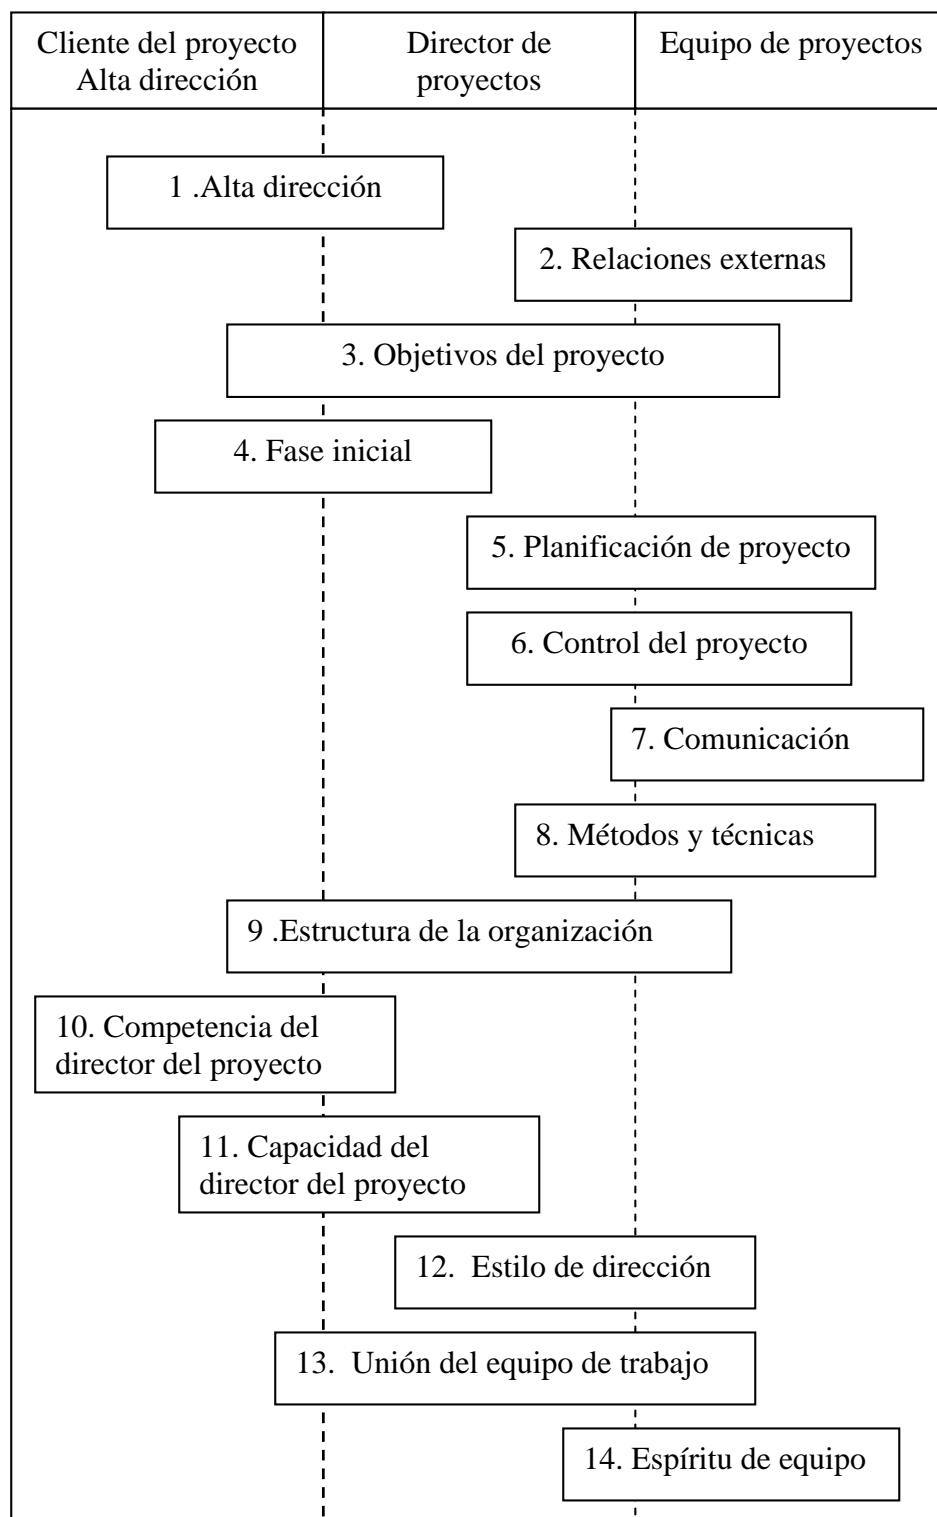 Cliente del proyecto
Alta dirección
Director de
proyectos
Equipo de proyectos
1 .Alta dirección
2. Relaciones externas
3. Objetivos del proyecto
4. Fase inicial
5. Planificación de proyecto
6. Control del proyecto
7. Comunicación
8. Métodos y técnicas
9 .Estructura de la organización
10. Competencia del
director del proyecto
11. Capacidad del
director del proyecto
12.  Estilo de dirección
13.  Unión del equipo de trabajo
14. Espíritu de equipo